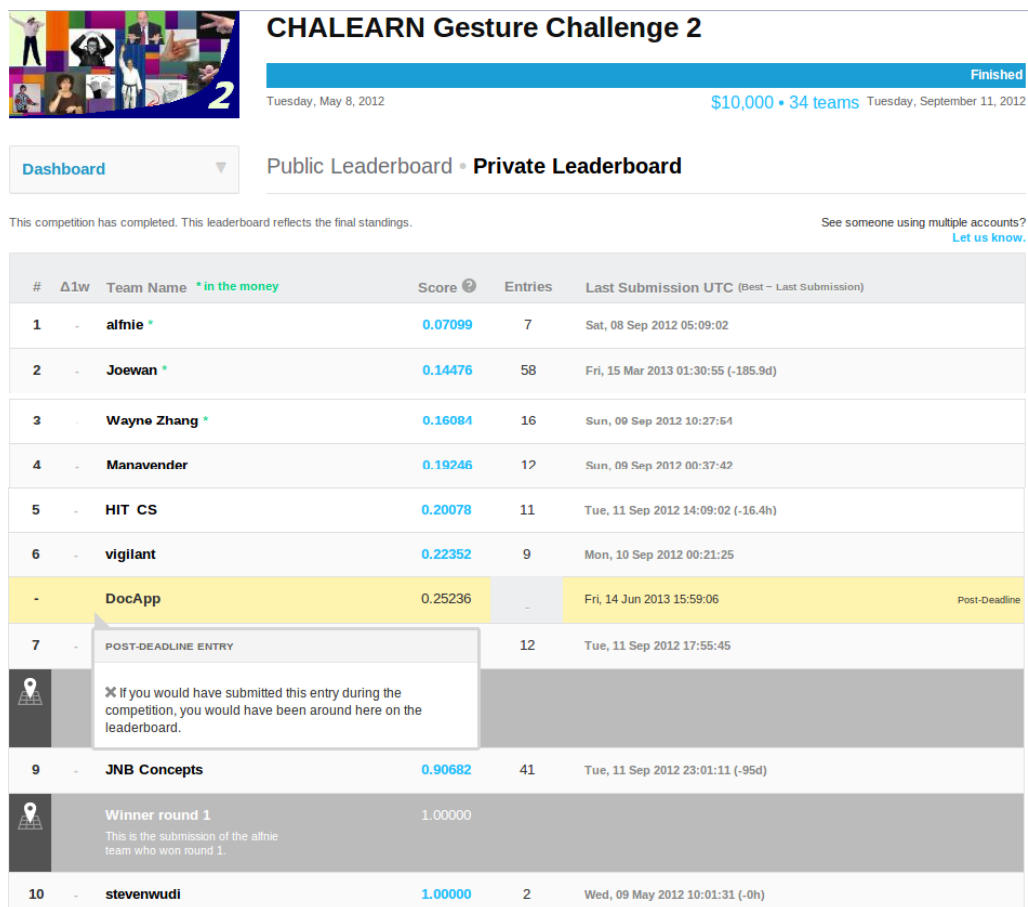 CHALEARN Gesture Challenge 2
2
Finished
Tuesday, May 8, 2012
$10,000 • 34 teams Tuesday, September 11, 2012
Dashboard ▼
Public Leaderboard • Private Leaderboard
This competition has completed. This leaderboard reflects the final standings.
See someone using multiple accounts?
Let us know.
# Δ1w Team Name * in the money Score ? Entries Last Submission UTC (Best − Last Submission)
1 - alfnie * 0.07099 7 Sat, 08 Sep 2012 05:09:02
2 - Joewan * 0.14476 58 Fri, 15 Mar 2013 01:30:55 (-185.9d)
3 - Wayne Zhang * 0.16084 16 Sun, 09 Sep 2012 10:27:54
4 - Manavender 0.19246 12 Sun, 09 Sep 2012 00:37:42
5 - HIT CS 0.20078 11 Tue, 11 Sep 2012 14:09:02 (-16.4h)
6 - vigilant 0.22352 9 Mon, 10 Sep 2012 00:21:25
- DocApp 0.25236 - Fri, 14 Jun 2013 15:59:06 Post-Deadline
7 - 12 Tue, 11 Sep 2012 17:55:45
POST-DEADLINE ENTRY
✖ If you would have submitted this entry during the
competition, you would have been around here on the
leaderboard.
9 - JNB Concepts 0.90682 41 Tue, 11 Sep 2012 23:01:11 (-95d)
Winner round 1 1.00000
This is the submission of the alfnie
team who won round 1.
10 - stevenwudi 1.00000 2 Wed, 09 May 2012 10:01:31 (-0h)